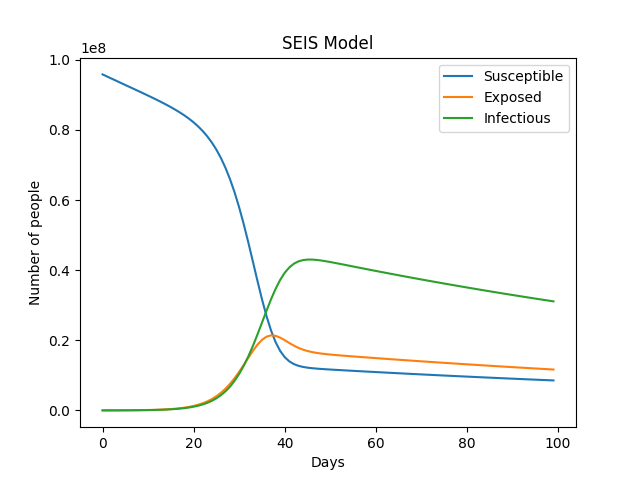 SEIS Model
1e8
Susceptible
Exposed
Infectious
1.0
0.8
0.6
0.4
0.2
0.0
Number of people
0 20 40 60 80 100
Days